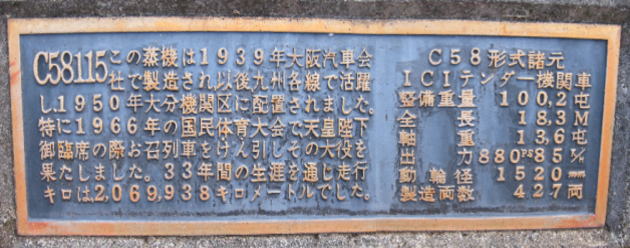 C58115 この蒸機は1939年大阪汽車会
社で製造され以後九州各線で活躍
し、1950年大分機関区に配置されました。
特に1966年の国民体育大会で天皇陛下
御臨席の際お召列車をけん引しその大役を
果たしました。33年間の生涯を通じ走行
キロは、2,069,938キロメートルでした。
C58形式諸元
1C1テンダー機関車
整備重量 100,2屯
全長 18,3M
軸重 13,6屯
出力 880PS85㎞/h
動輪径 1520mm
製造両数 427両